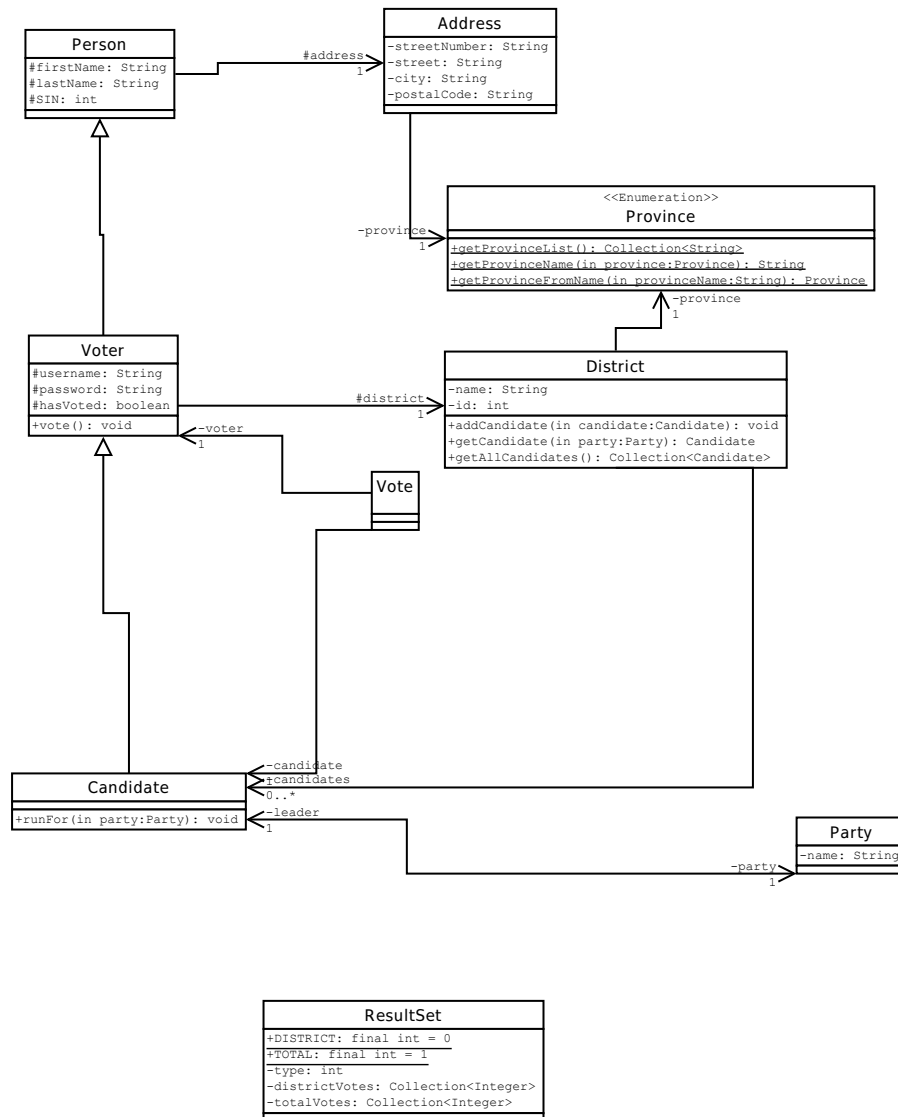 Address
-streetNumber: String
-street: String
-city: String
-postalCode: String
Person
#firstName: String
#lastName: String
#SIN: int
#address
1
<<Enumeration>>
Province
+getProvinceList(): Collection<String>
+getProvinceName(in province:Province): String
+getProvinceFromName(in provinceName:String): Province
-province
1
-province
1
Voter
#username: String
#password: String
#hasVoted: boolean
+vote(): void
District
-name: String
-id: int
+addCandidate(in candidate:Candidate): void
+getCandidate(in party:Party): Candidate
+getAllCandidates(): Collection<Candidate>
#district
1
-voter
1
Vote
-candidate
1
-candidates
0..*
Candidate
+runFor(in party:Party): void
-leader
1
Party
-name: String
-party
1
ResultSet
+DISTRICT: final int = 0
+TOTAL: final int = 1
-type: int
-districtVotes: Collection<Integer>
-totalVotes: Collection<Integer>